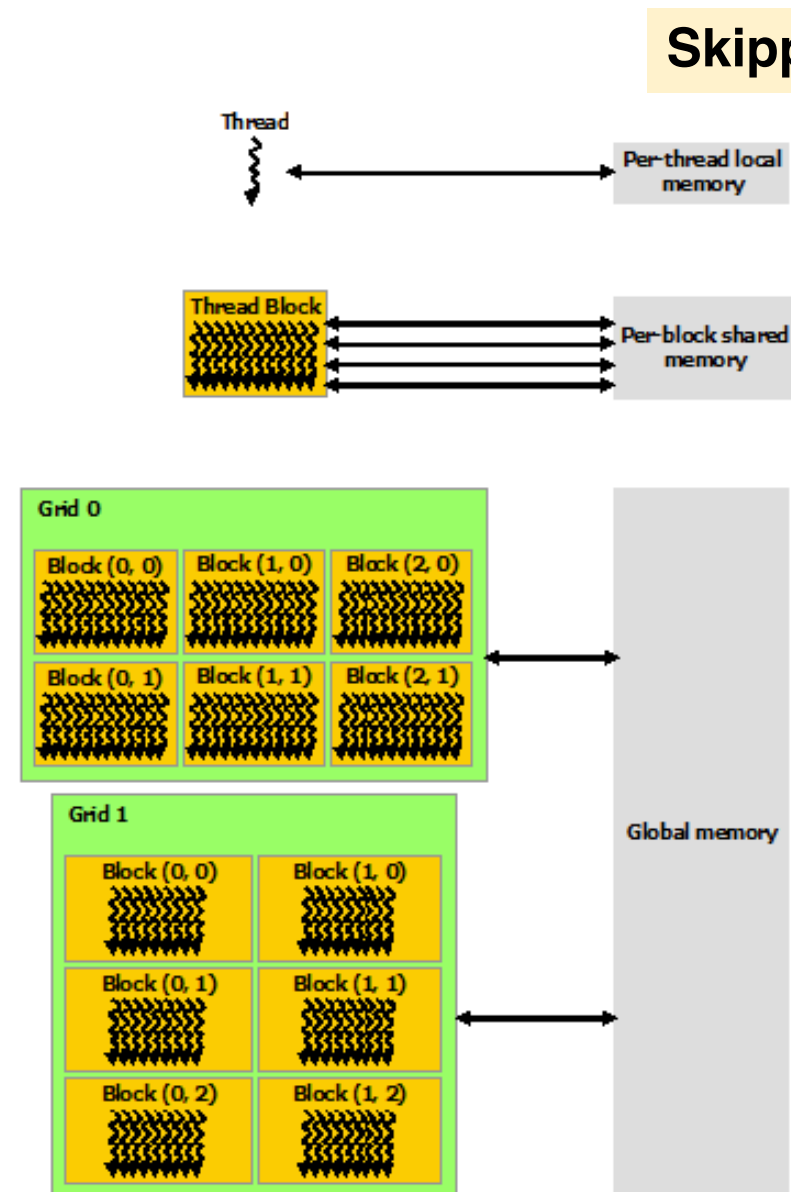 Skipp
Thread
Per-thread local
memory
Thread Block
Per-block shared
memory
Grid 0
Block (0, 0) Block (1, 0) Block (2, 0)
Block (0, 1) Block (1, 1) Block (2, 1)
Grid 1
Global memory
Block (0, 0) Block (1, 0)
Block (0, 1) Block (1, 1)
Block (0, 2) Block (1, 2)